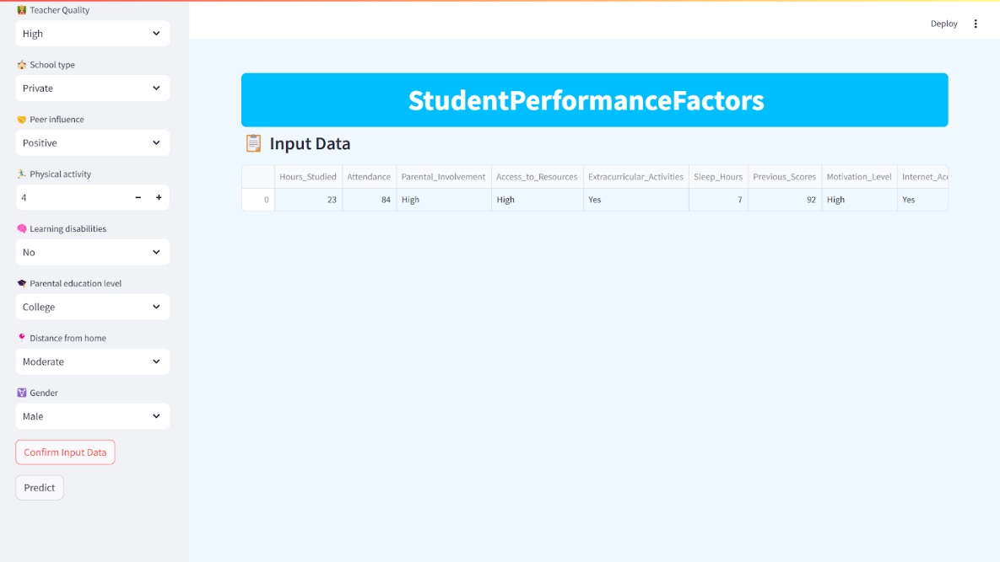 Teacher Quality
High
School type
Private
Peer influence
Positive
Physical activity
4 − +
Learning disabilities
No
Parental education level
College
Distance from home
Moderate
Gender
Male
Confirm Input Data
Predict
Deploy
StudentPerformanceFactors
Input Data
Hours_Studied Attendance Parental_Involvement Access_to_Resources Extracurricular_Activities Sleep_Hours Previous_Scores Motivation_Level Internet_Acc
0 23 84 High High Yes 7 92 High Yes